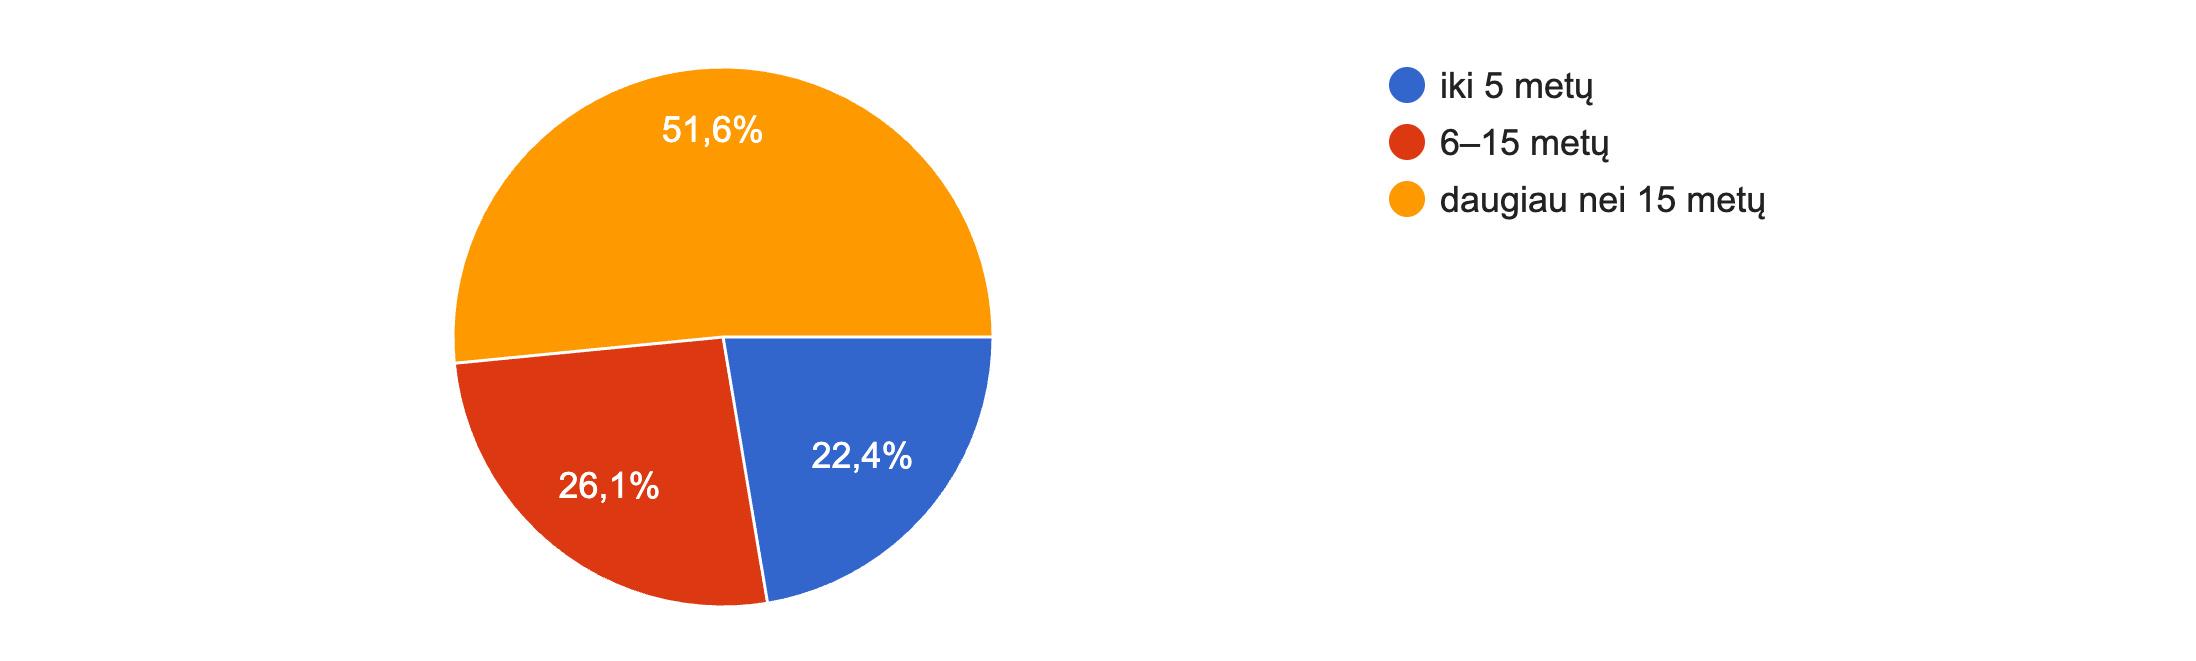 51,6%
26,1%
22,4%
iki 5 metų
6–15 metų
daugiau nei 15 metų